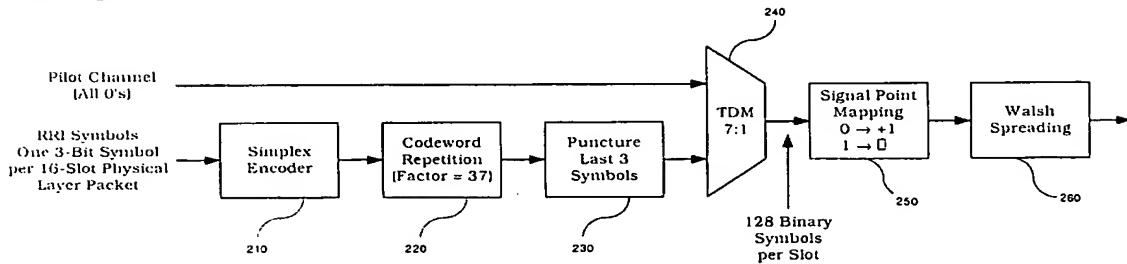 240
Pilot Channel
(All 0's)
RRI Symbols
One 3-Bit Symbol
per 16-Slot Physical
Layer Packet
Simplex
Encoder
210
Codeword
Repetition
(Factor = 37)
220
Puncture
Last 3
Symbols
230
TDM
7:1
128 Binary
Symbols
per Slot
Signal Point
Mapping
0 → +1
1 → □
250
Walsh
Spreading
260